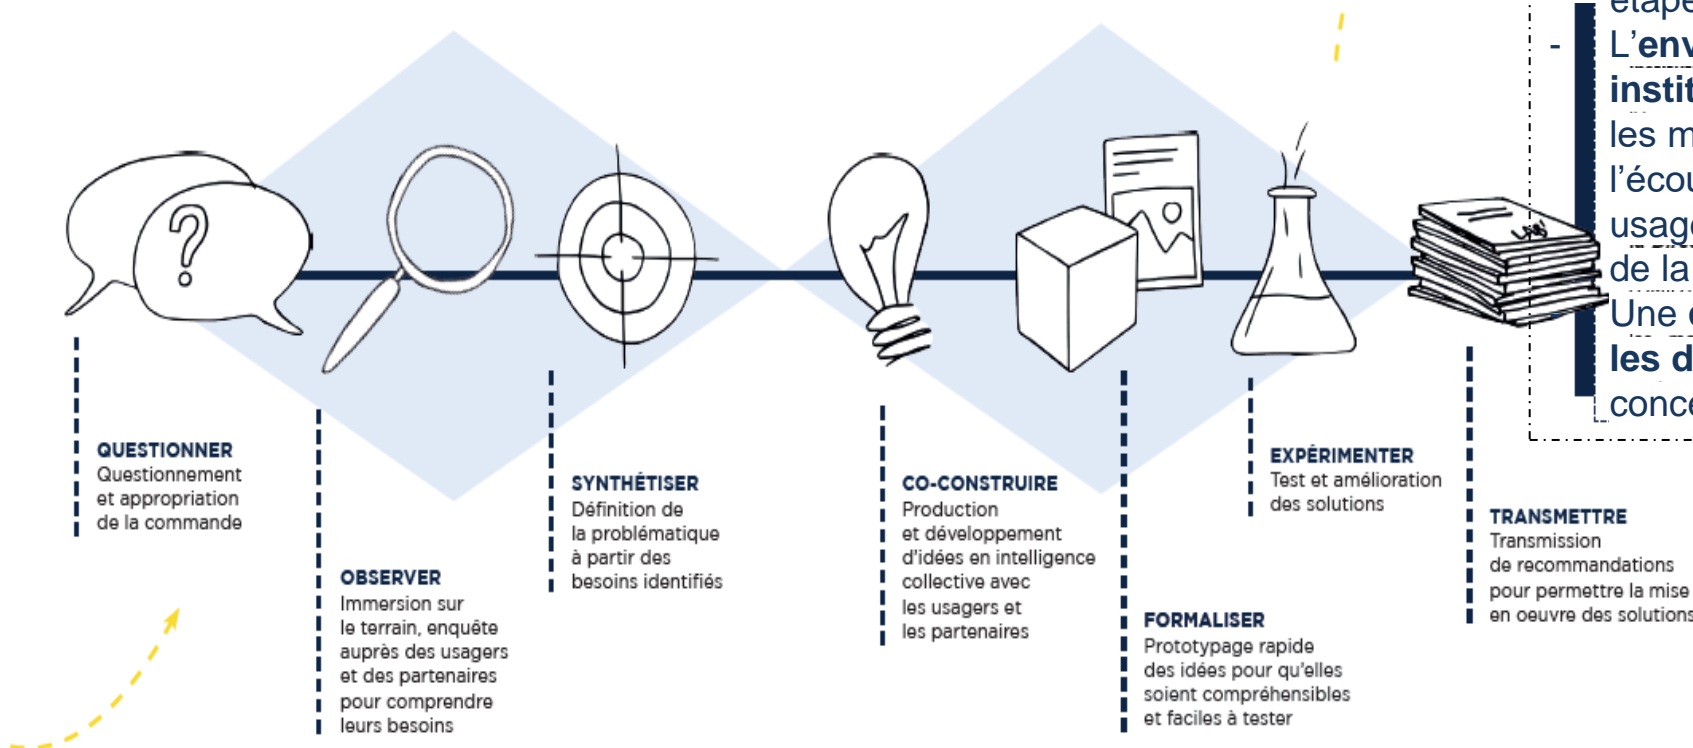 QUESTIONNER
Questionnement
et appropriation
de la commande
OBSERVER
Immersion sur
le terrain, enquête
auprès des usagers
et des partenaires
pour comprendre
leurs besoins
SYNTHÉTISER
Définition de
la problématique
à partir des
besoins identifiés
CO-CONSTRUIRE
Production
et développement
d'idées en intelligence
collective avec
les usagers et
les partenaires
FORMALISER
Prototypage rapide
des idées pour qu'elles
soient compréhensibles
et faciles à tester
EXPÉRIMENTER
Test et amélioration
des solutions
TRANSMETTRE
Transmission
de recommandations
pour permettre la mise
en oeuvre des solutions
?
-
L'env
instit
les m
l'écou
usag
de la
Une
les d
conc